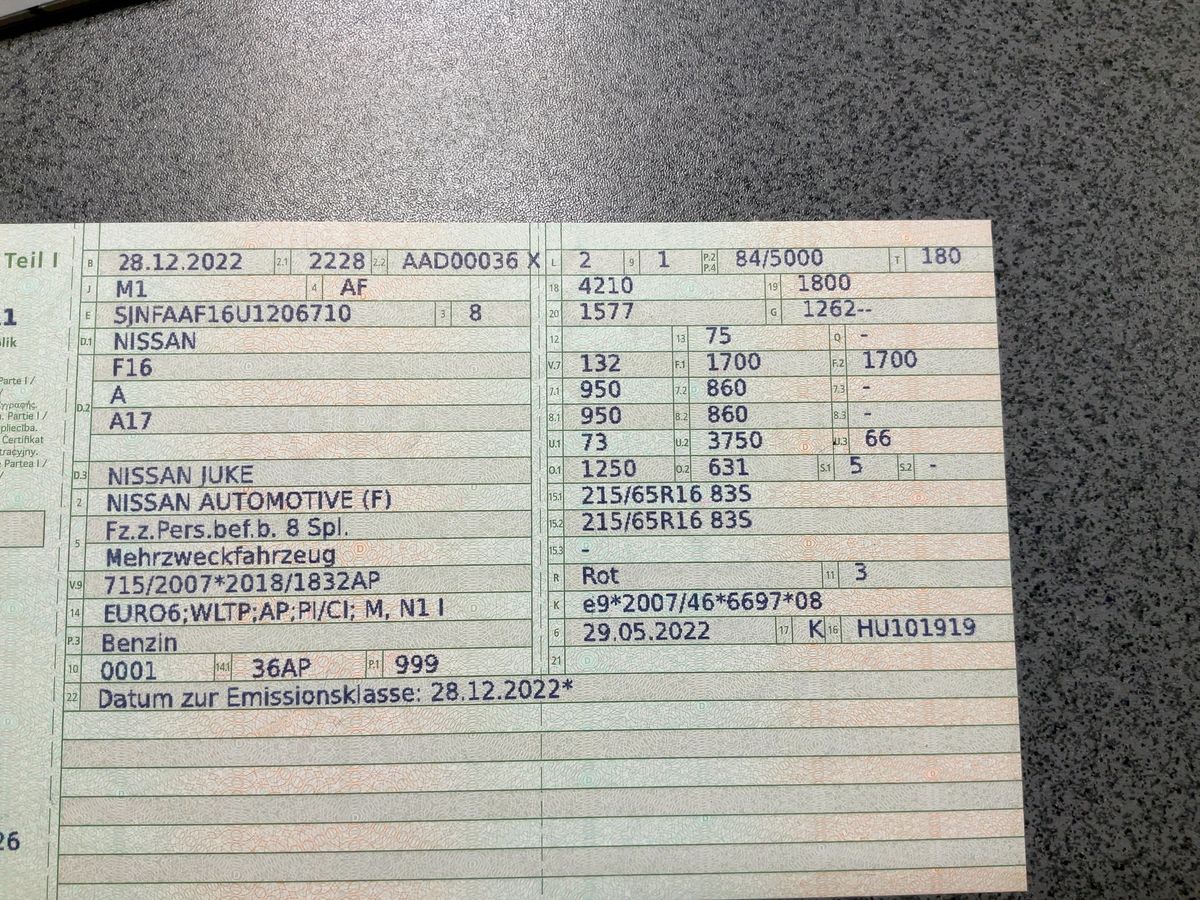 Teil I
B 28.12.2022 2.1 2228 2.2 AAD00036 X L 2 9 1 P.2 P.4 84/5000 T 180
J M1 4 AF 18 4210 19 1800
E SJNFAAF16U1206710 3 8 20 1577 G 1262--
D.1 NISSAN 12 13 75 Q -
D.2 F16 V.7 132 F.1 1700 F.2 1700
A 7.1 950 7.2 860 7.3 -
A17 8.1 950 8.2 860 8.3 -
U.1 73 U.2 3750 U.3 66
D.3 NISSAN JUKE O.1 1250 O.2 631 S.1 5 S.2 -
2 NISSAN AUTOMOTIVE (F) 15.1 215/65R16 83S
5 Fz.z.Pers.bef.b. 8 Spl. 15.2 215/65R16 83S
Mehrzweckfahrzeug 15.3 -
V.9 715/2007*2018/1832AP R Rot 11 3
14 EURO6;WLTP;AP;PI/CI; M, N1 I K e9*2007/46*6697*08
P.3 Benzin 6 29.05.2022 17 K 16 HU101919
10 0001 14.1 36AP P.1 999 21
22 Datum zur Emissionsklasse: 28.12.2022*
Parte I /
Partie I /
Certifikat
Partea I /
26